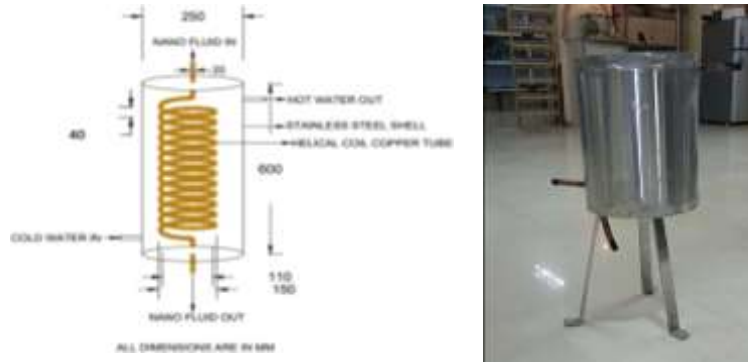 250
NANO FLUID IN
20
HOT WATER OUT
40
STAINLESS STEEL SHELL
HELICAL COIL COPPER TUBE
600
COLD WATER IN
110
150
NANO FLUID OUT
ALL DIMENSIONS ARE IN MM